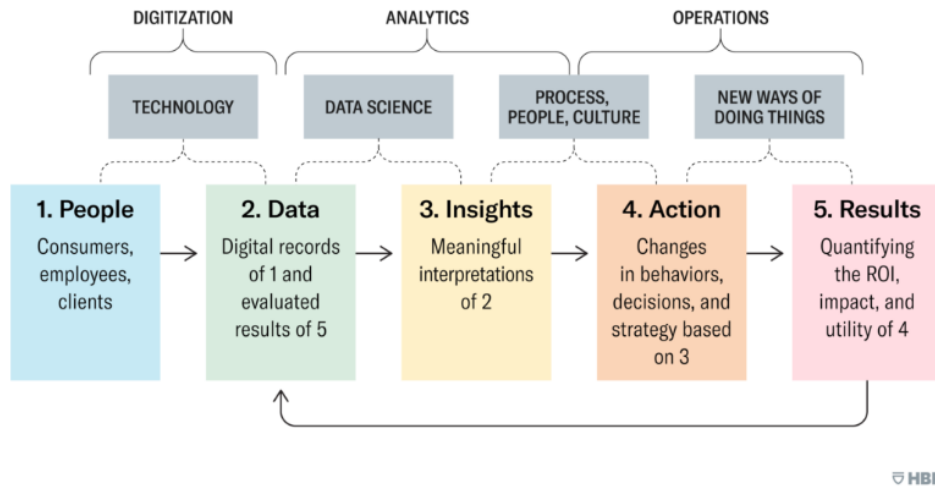 DIGITIZATION
ANALYTICS
OPERATIONS
TECHNOLOGY
DATA SCIENCE
PROCESS,
PEOPLE, CULTURE
NEW WAYS OF
DOING THINGS
1. People
Consumers,
employees,
clients
2. Data
Digital records
of 1 and
evaluated
results of 5
3. Insights
Meaningful
interpretations
of 2
4. Action
Changes
in behaviors,
decisions, and
strategy based
on 3
5. Results
Quantifying
the ROI,
impact, and
utility of 4